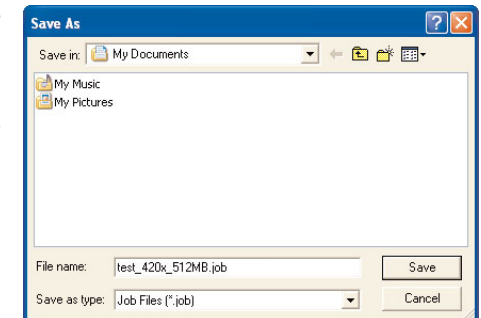 Save As
Save in: My Documents
My Music
My Pictures
File name: test_420x_512MB.job Save
Save as type: Job Files (*.job) Cancel